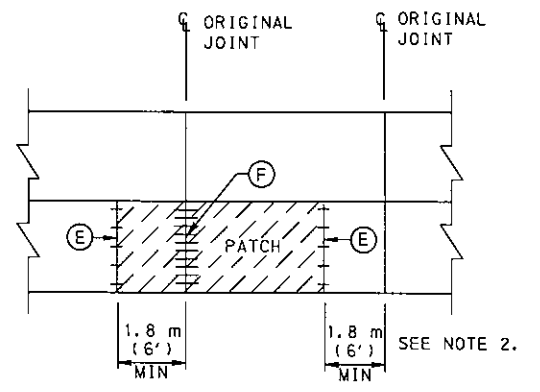 ℄ ORIGINAL
JOINT
℄ ORIGINAL
JOINT
F
E
PATCH
E
1.8 m
(6')
MIN
1.8 m
(6')
MIN
SEE NOTE 2.